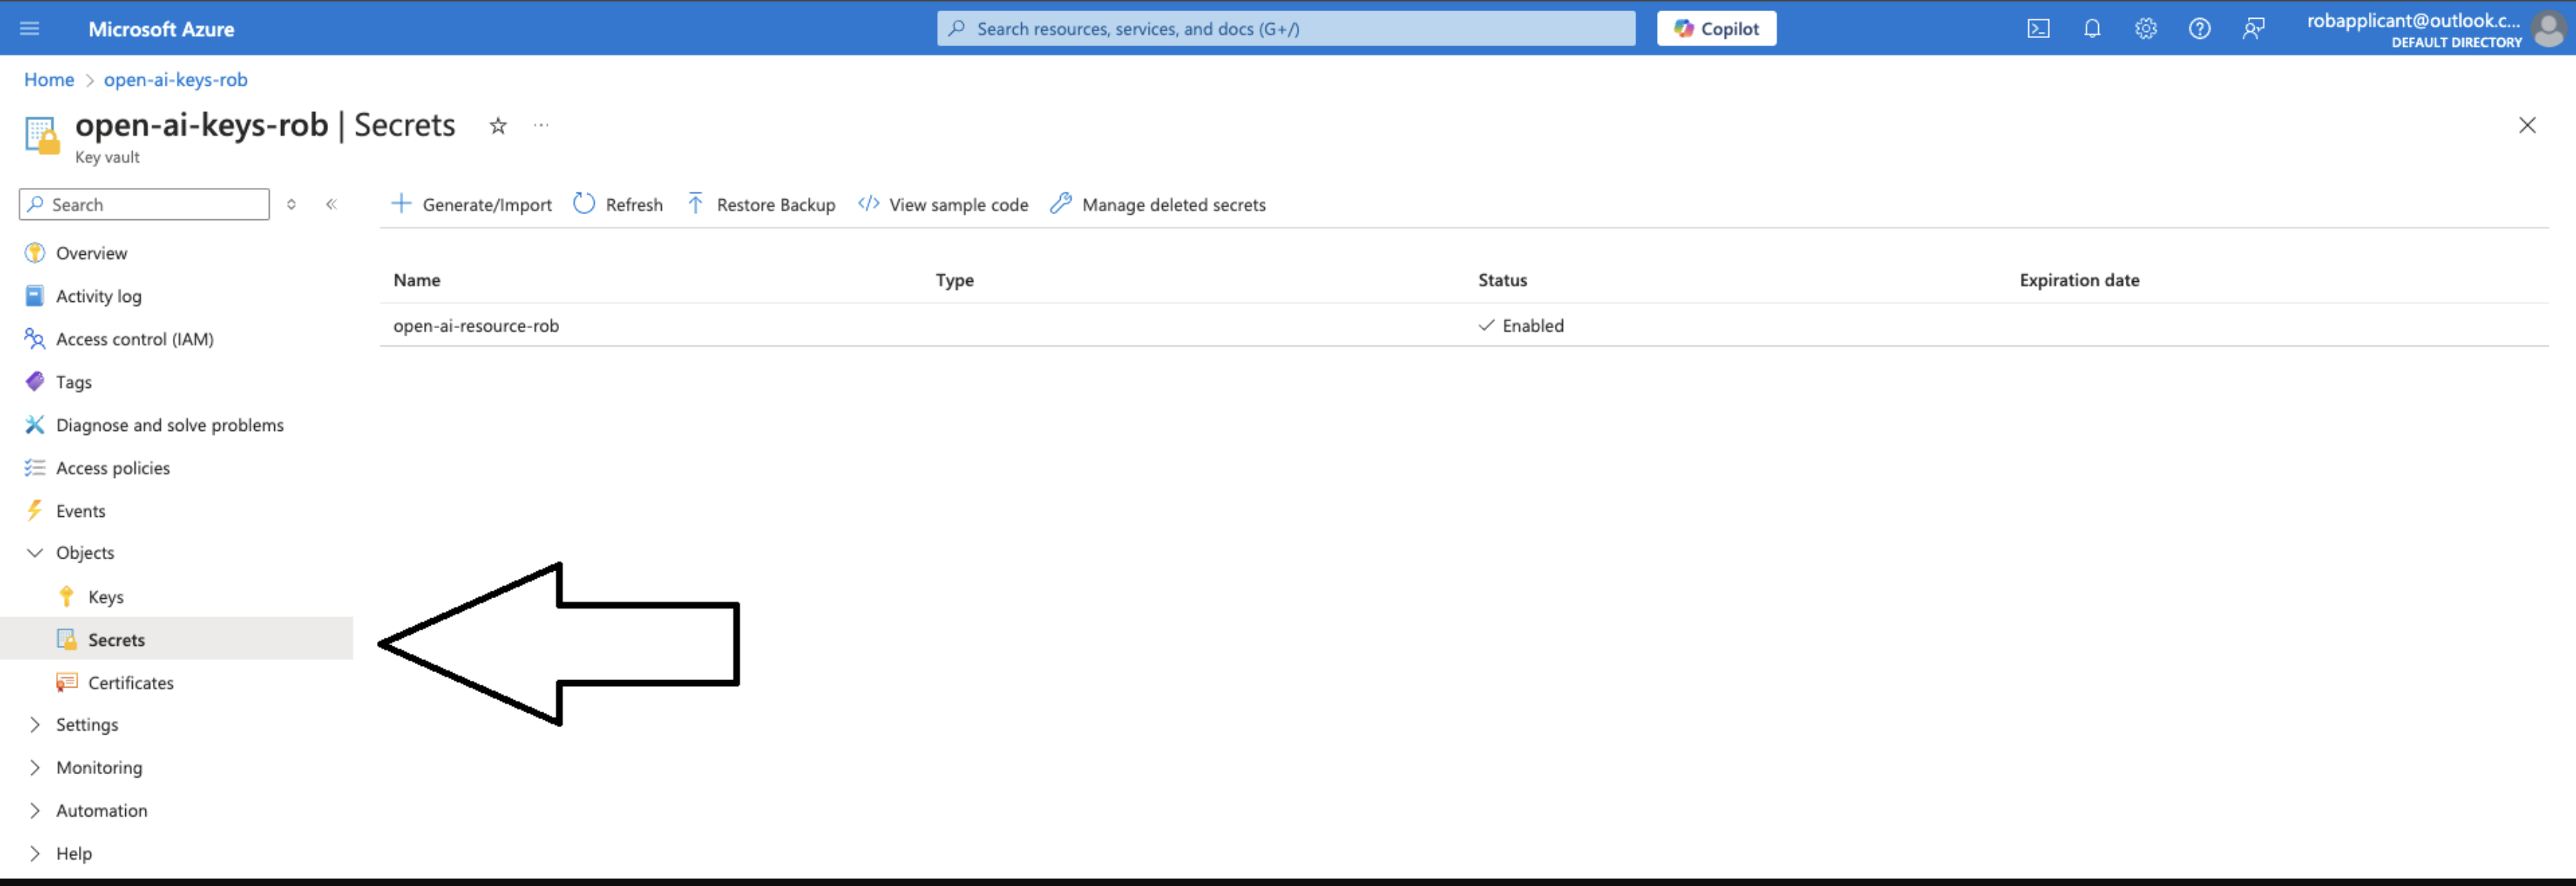 Microsoft Azure
Search resources, services, and docs (G+/)
Copilot
robapplicant@outlook.c...
DEFAULT DIRECTORY
Home > open-ai-keys-rob
open-ai-keys-rob | Secrets
Key vault
Search
Generate/Import Refresh Restore Backup View sample code Manage deleted secrets
Overview
Activity log
Access control (IAM)
Tags
Diagnose and solve problems
Access policies
Events
Objects
Keys
Secrets
Certificates
Settings
Monitoring
Automation
Help
Name Type Status Expiration date
open-ai-resource-rob Enabled